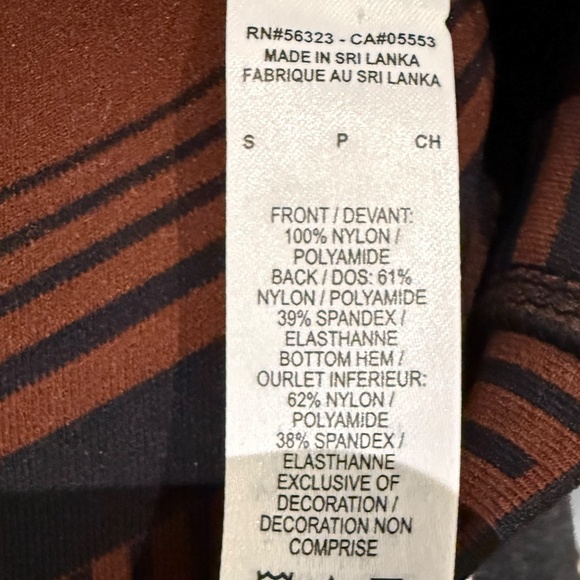 RN#56323 - CA#05553
MADE IN SRI LANKA
FABRIQUE AU SRI LANKA
S P CH
FRONT / DEVANT:
100% NYLON /
POLYAMIDE
BACK / DOS: 61%
NYLON / POLYAMIDE
39% SPANDEX /
ELASTHANNE
BOTTOM HEM /
OURLET INFERIEUR:
62% NYLON /
POLYAMIDE
38% SPANDEX /
ELASTHANNE
EXCLUSIVE OF
DECORATION /
DECORATION NON
COMPRISE